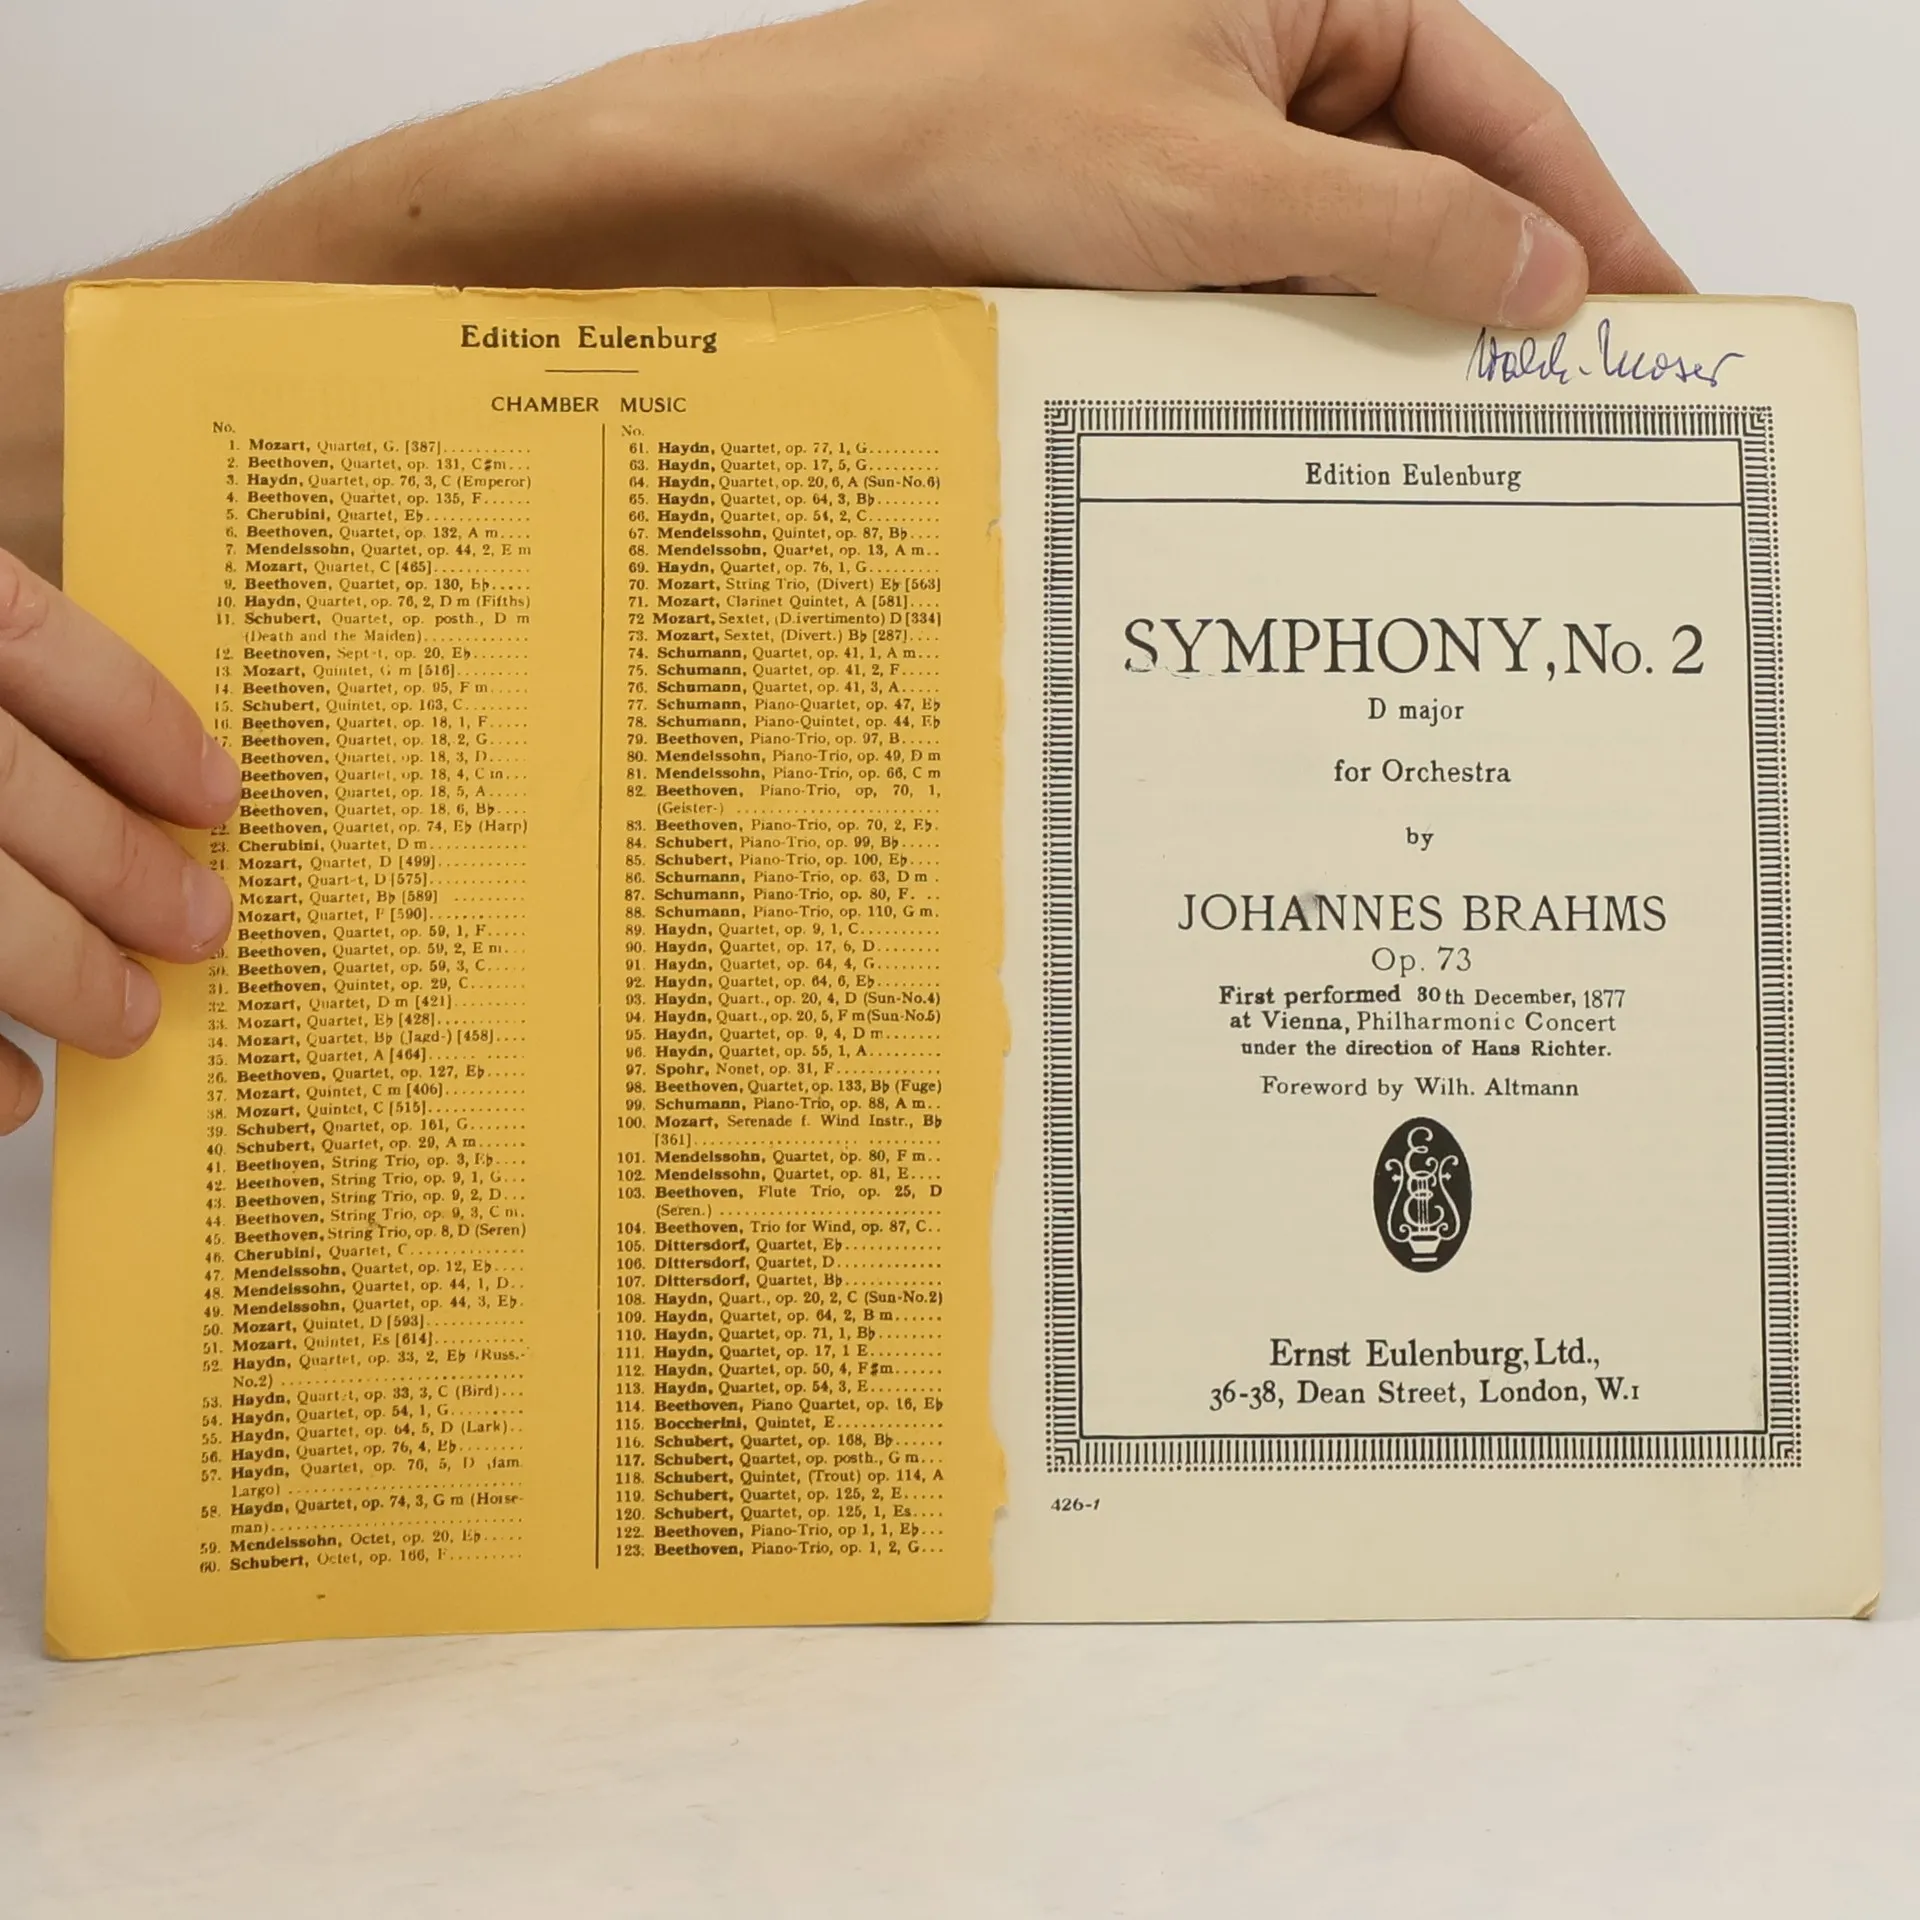 Edition Eulenburg
CHAMBER MUSIC
No.
1. Mozart, Quartet, G. [387]...........
2. Beethoven, Quartet, op. 131, C♯m...
3. Haydn, Quartet, op. 76, 3, C (Emperor)
4. Beethoven, Quartet, op. 135, F......
5. Cherubini, Quartet, E♭.............
6. Beethoven, Quartet, op. 132, A m....
7. Mendelssohn, Quartet, op. 44, 2, E m
8. Mozart, Quartet, C [465]............
9. Beethoven, Quartet, op. 130, B♭.....
10. Haydn, Quartet, op. 76, 2, D m (Fifths)
11. Schubert, Quartet, op. posth., D m
(Death and the Maiden).............
12. Beethoven, Sept t, op. 20, E♭.......
13. Mozart, Quintet, G m [516].........
14. Beethoven, Quartet, op. 95, F m.....
15. Schubert, Quintet, op. 163, C.......
16. Beethoven, Quartet, op. 18, 1, F.....
17. Beethoven, Quartet, op. 18, 2, G.....
Beethoven, Quartet, op. 18, 3, D....
Beethoven, Quartet, op. 18, 4, C m...
Beethoven, Quartet, op. 18, 5, A.....
Beethoven, Quartet, op. 18, 6, B♭....
22. Beethoven, Quartet, op. 74, E♭ (Harp)
23. Cherubini, Quartet, D m............
24. Mozart, Quartet, D [499]...........
Mozart, Quart t, D [575]...........
Mozart, Quartet, B♭ [589] .........
Mozart, Quartet, F [590]............
Beethoven, Quartet, op. 59, 1, F.....
29. Beethoven, Quartet, op. 59, 2, E m...
30. Beethoven, Quartet, op. 59, 3, C.....
31. Beethoven, Quintet, op. 29, C.......
32. Mozart, Quartet, D m [421].........
33. Mozart, Quartet, E♭ [428]...........
34. Mozart, Quartet, B♭ (Jagd-) [458]....
35. Mozart, Quartet, A [464]...... ......
36. Beethoven, Quartet, op. 127, E♭.....
37. Mozart, Quintet, C m [406]..........
38. Mozart, Quintet, C [515]............
39. Schubert, Quartet, op. 161, G.......
40. Schubert, Quartet, op. 29, A m......
41. Beethoven, String Trio, op. 3, E♭....
42. Beethoven, String Trio, op. 9, 1, G...
43. Beethoven, String Trio, op. 9, 2, D...
44. Beethoven, String Trio, op. 9, 3, C m.
45. Beethoven, String Trio, op. 8, D (Seren)
46. Cherubini, Quartet, C..............
47. Mendelssohn, Quartet, op. 12, E♭....
48. Mendelssohn, Quartet, op. 44, 1, D..
49. Mendelssohn, Quartet, op. 44, 3, E♭.
50. Mozart, Quintet, D [593]............
51. Mozart, Quintet, Es [614]...........
52. Haydn, Quartet, op. 33, 2, E♭ (Russ.-
No.2) .............................
53. Haydn, Quartet, op. 33, 3, C (Bird)...
54. Haydn, Quartet, op. 54, 1, G........
55. Haydn, Quartet, op. 64, 5, D (Lark)..
56. Haydn, Quartet, op. 76, 4, B♭........
57. Haydn, Quartet, op. 76, 5, D fam.
Largo) ............................
58. Haydn, Quartet, op. 74, 3, G m (Horse-
man)..............................
59. Mendelssohn, Octet, op. 20, E♭.....
60. Schubert, Octet, op. 166, F.........
No.
61. Haydn, Quartet, op. 77, 1, G.........
63. Haydn, Quartet, op. 17, 5, G.........
64. Haydn, Quartet, op. 20, 6, A (Sun-No.6)
65. Haydn, Quartet, op. 64, 3, B♭........
66. Haydn, Quartet, op. 54, 2, C.........
67. Mendelssohn, Quintet, op. 87, B♭....
68. Mendelssohn, Quartet, op. 13, A m..
69. Haydn, Quartet, op. 76, 1, G.........
70. Mozart, String Trio, (Divert) E♭ [563]
71. Mozart, Clarinet Quintet, A [581]....
72 Mozart, Sextet, (D.ivertimento) D [334]
73. Mozart, Sextet, (Divert.) B♭ [287]....
74. Schumann, Quartet, op. 41, 1, A m...
75. Schumann, Quartet, op. 41, 2, F.....
76. Schumann, Quartet, op. 41, 3, A.....
77. Schumann, Piano-Quartet, op. 47, E♭
78. Schumann, Piano-Quintet, op. 44, E♭
79. Beethoven, Piano-Trio, op. 97, B.....
80. Mendelssohn, Piano-Trio, op. 49, D m
81. Mendelssohn, Piano-Trio, op. 66, C m
82. Beethoven, Piano-Trio, op, 70, 1,
(Geister-) ........................
83. Beethoven, Piano-Trio, op. 70, 2, E♭.
84. Schubert, Piano-Trio, op. 99, B♭.....
85. Schubert, Piano-Trio, op. 100, E♭....
86. Schumann, Piano-Trio, op. 63, D m .
87. Schumann, Piano-Trio, op. 80, F. ..
88. Schumann, Piano-Trio, op. 110, G m.
89. Haydn, Quartet, op. 9, 1, C..........
90. Haydn, Quartet, op. 17, 6, D........
91. Haydn, Quartet, op. 64, 4, G........
92. Haydn, Quartet, op. 64, 6, E♭........
93. Haydn, Quart., op. 20, 4, D (Sun-No.4)
94. Haydn, Quart., op. 20, 5, F m(Sun-No.5)
95. Haydn, Quartet, op. 9, 4, D m.......
96. Haydn, Quartet, op. 55, 1, A.........
97. Spohr, Nonet, op. 31, F.............
98. Beethoven, Quartet, op. 133, B♭ (Fuge)
99. Schumann, Piano-Trio, op. 88, A m..
100. Mozart, Serenade f. Wind Instr., B♭
[361]..............................
101. Mendelssohn, Quartet, op. 80, F m..
102. Mendelssohn, Quartet, op. 81, E....
103. Beethoven, Flute Trio, op. 25, D
(Seren.) ..........................
104. Beethoven, Trio for Wind, op. 87, C..
105. Dittersdorf, Quartet, E♭............
106. Dittersdorf, Quartet, D.............
107. Dittersdorf, Quartet, B♭............
108. Haydn, Quart., op. 20, 2, C (Sun-No.2)
109. Haydn, Quartet, op. 64, 2, B m......
110. Haydn, Quartet, op. 71, 1, B♭........
111. Haydn, Quartet, op. 17, 1 E.........
112. Haydn, Quartet, op. 50, 4, F♯m......
113. Haydn, Quartet, op. 54, 3, E.........
114. Beethoven, Piano Quartet, op. 16, E♭
115. Boccherini, Quintet, E.............
116. Schubert, Quartet, op. 168, B♭......
117. Schubert, Quartet, op. posth., G m...
118. Schubert, Quintet, (Trout) op. 114, A
119. Schubert, Quartet, op. 125, 2, E.....
120. Schubert, Quartet, op. 125, 1, Es....
122. Beethoven, Piano-Trio, op 1, 1, E♭...
123. Beethoven, Piano-Trio, op. 1, 2, G...
Moser
Edition Eulenburg
SYMPHONY, No. 2
D major
for Orchestra
by
JOHANNES BRAHMS
Op. 73
First performed 30th December, 1877
at Vienna, Philharmonic Concert
under the direction of Hans Richter.
Foreword by Wilh. Altmann
Ernst Eulenburg, Ltd.,
36-38, Dean Street, London, W.1
426-1